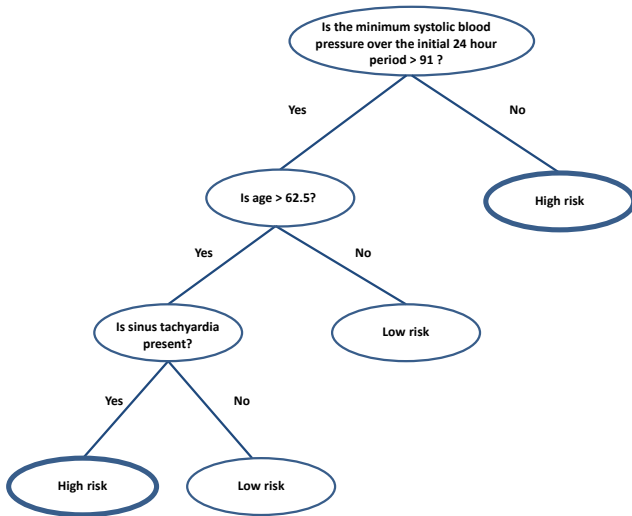 Is the minimum systolic blood
pressure over the initial 24 hour
period > 91 ?
Yes
No
Is age > 62.5?
High risk
Yes
No
Is sinus tachyardia
present?
Low risk
Yes
No
High risk
Low risk